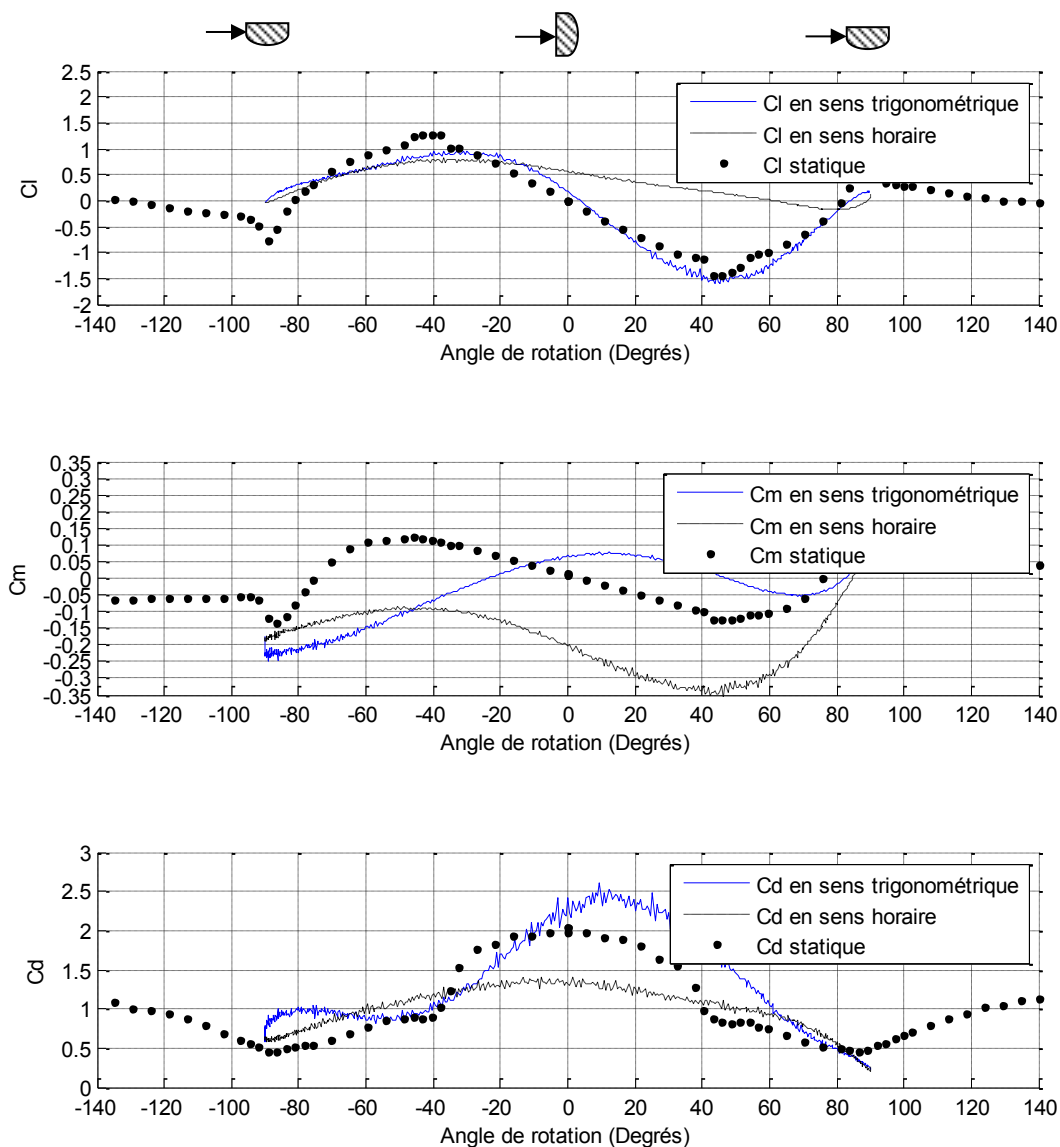 2.5
2
1.5
1
0.5
0
-0.5
-1
-1.5
-2
Cl
-140 -120 -100 -80 -60 -40 -20 0 20 40 60 80 100 120 140
Angle de rotation (Degrés)
Cl en sens trigonométrique
Cl en sens horaire
Cl statique
0.35
0.3
0.25
0.2
0.15
0.1
0.05
0
-0.05
-0.1
-0.15
-0.2
-0.25
-0.3
-0.35
Cm
-140 -120 -100 -80 -60 -40 -20 0 20 40 60 80 100 120 140
Angle de rotation (Degrés)
Cm en sens trigonométrique
Cm en sens horaire
Cm statique
3
2.5
2
1.5
1
0.5
0
Cd
-140 -120 -100 -80 -60 -40 -20 0 20 40 60 80 100 120 140
Angle de rotation (Degrés)
Cd en sens trigonométrique
Cd en sens horaire
Cd statique